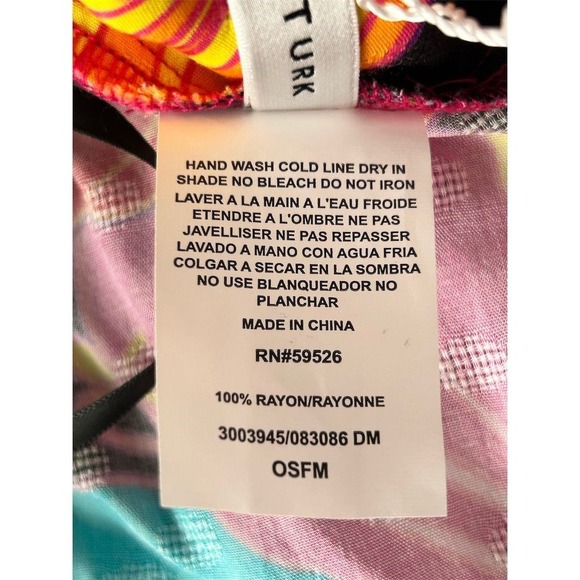 T URK
HAND WASH COLD LINE DRY IN
SHADE NO BLEACH DO NOT IRON
LAVER A LA MAIN A L'EAU FROIDE
ETENDRE A L'OMBRE NE PAS
JAVELLISER NE PAS REPASSER
LAVADO A MANO CON AGUA FRIA
COLGAR A SECAR EN LA SOMBRA
NO USE BLANQUEADOR NO
PLANCHAR
MADE IN CHINA
RN#59526
100% RAYON/RAYONNE
3003945/083086 DM
OSFM